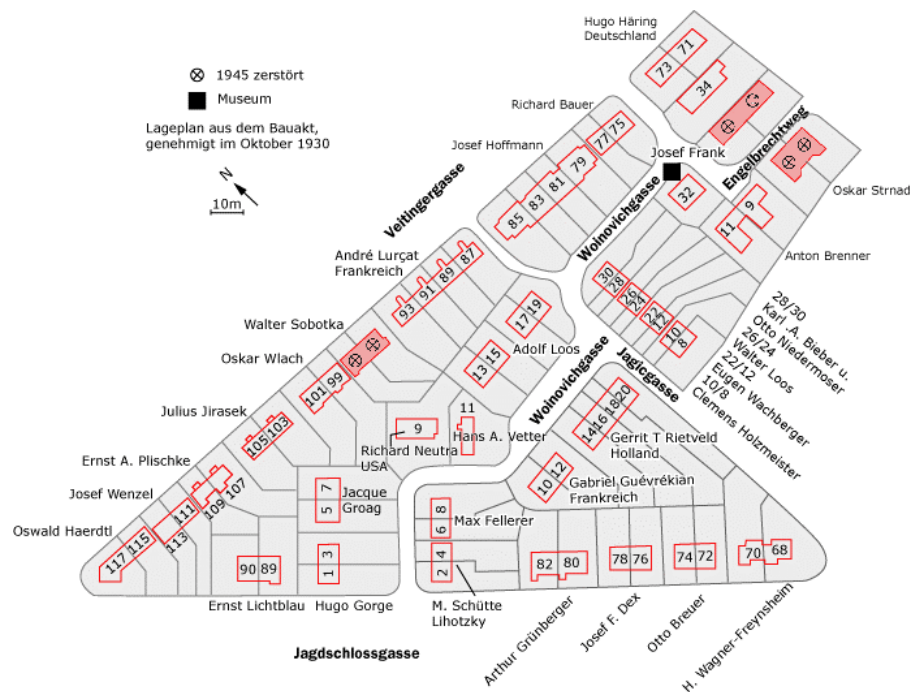 Hugo Häring
Deutschland
71
73
34
1945 zerstört
Museum
Lageplan aus dem Bauakt,
genehmigt im Oktober 1930
N
10m
Richard Bauer
77 75
Josef Hoffmann
85 83 81 79
Josef Frank
32
Engelbrechtweg
Oskar Strnad
9
11
Anton Brenner
Veitingergasse
Woinovichgasse
André Lurçat
Frankreich
93 91 89 87
30
28
26
24
22
12
10
8
28/30
Karl .A. Bieber u.
Otto Niedermoser
26/24
Walter Loos
22/12
Eugen Wachberger
10/8
Clemens Holzmeister
Walter Sobotka
Oskar Wlach
101 99
17 19
Adolf Loos
13 15
Woinovichgasse
Jagicgasse
Julius Jirasek
105 103
9
Richard Neutra
USA
11
Hans A. Vetter
14 16 18 20
Gerrit T Rietveld
Holland
10 12
Gabriel Guévrékian
Frankreich
Ernst A. Plischke
109 107
Josef Wenzel
111
113
Oswald Haerdtl
117 115
7
5
Jacque
Groag
8
6
Max Fellerer
90 89
Ernst Lichtblau
3
1
Hugo Gorge
4
2
M. Schütte
Lihotzky
82 80
Arthur Grünberger
78 76
Josef F. Dex
74 72
Otto Breuer
70 68
H. Wagner-Freynsheim
Jagdschlossgasse